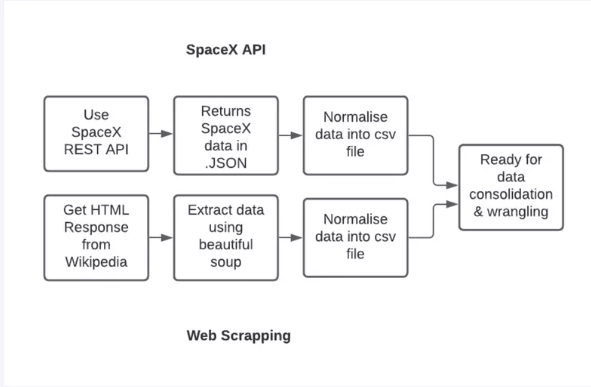 SpaceX API
Use
SpaceX
REST API
Returns
SpaceX
data in
.JSON
Normalise
data into csv
file
Get HTML
Response
from
Wikipedia
Extract data
using
beautiful
soup
Normalise
data into csv
file
Ready for
data
consolidation
& wrangling
Web Scrapping